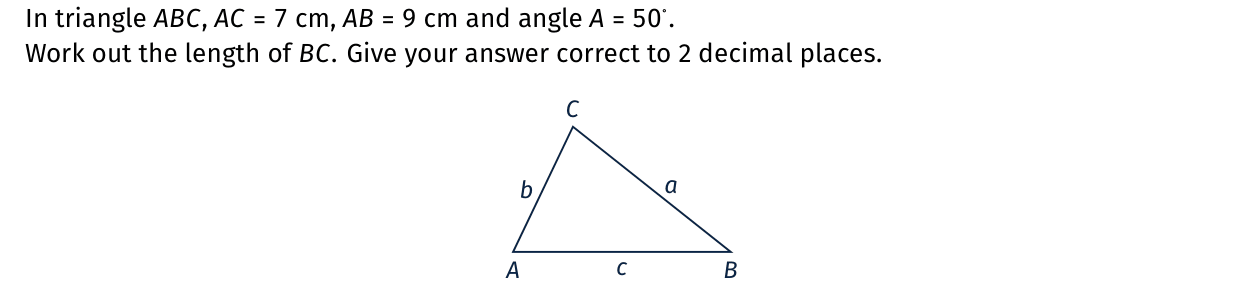 In triangle ABC, AC = 7 cm, AB = 9 cm and angle A = 50°.
Work out the length of BC. Give your answer correct to 2 decimal places.
C
b
a
A
c
B